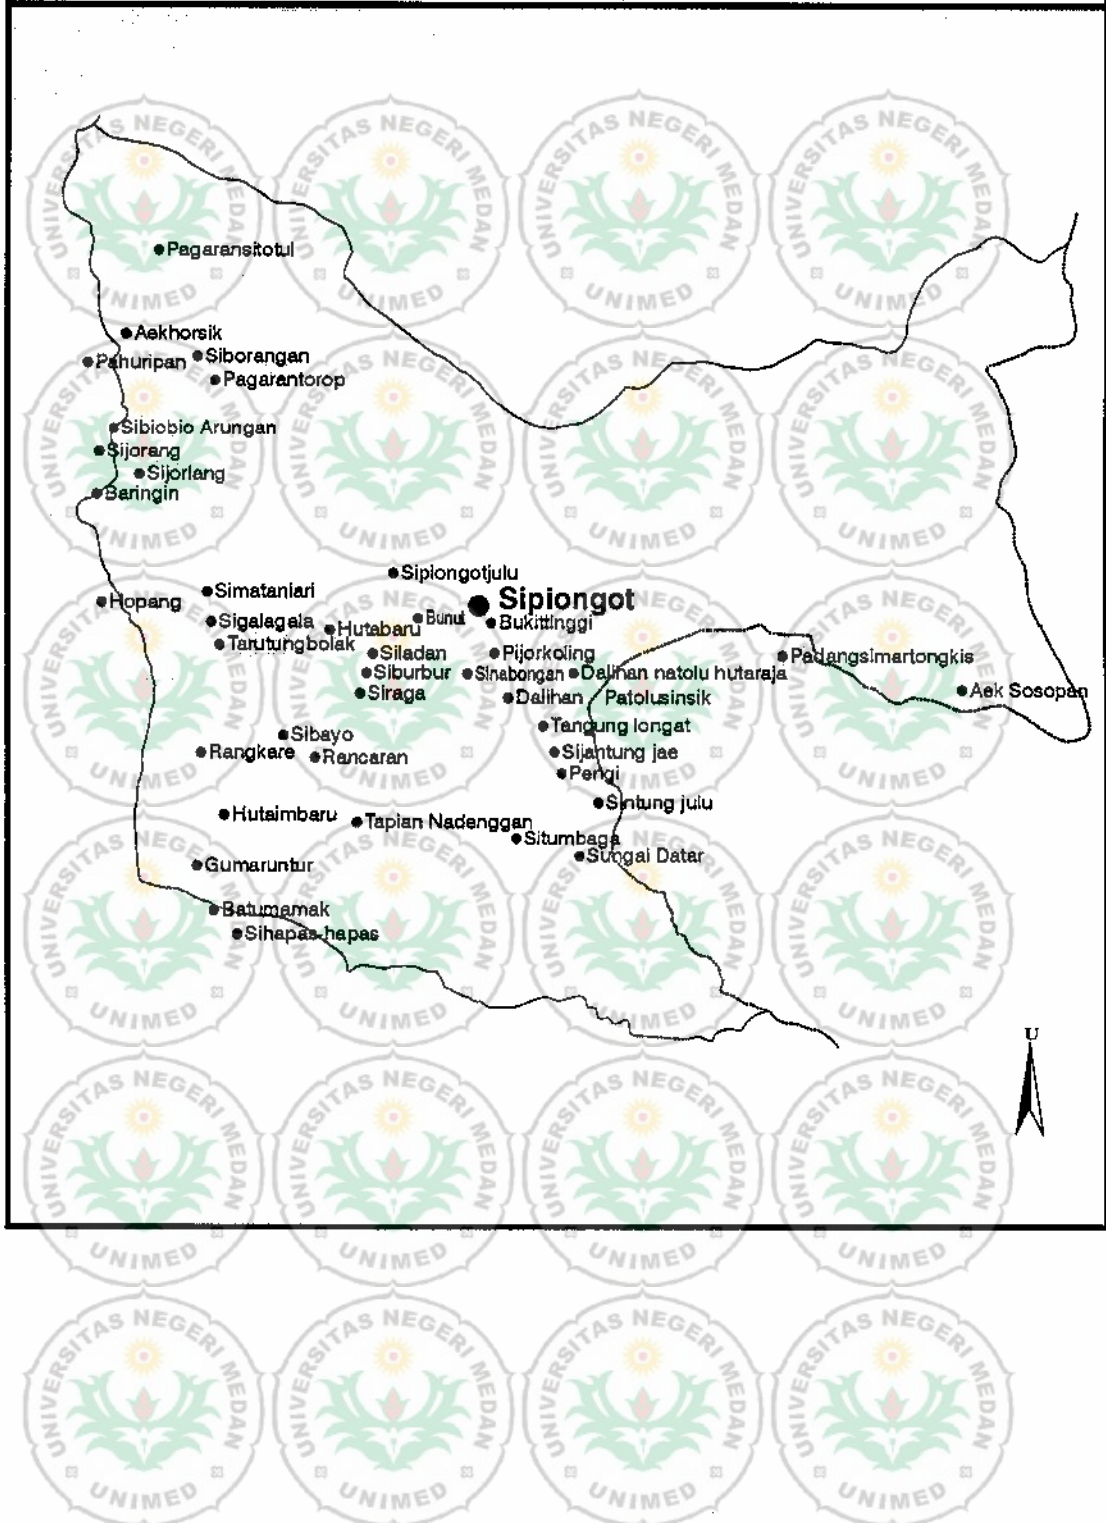 Pagaransitotul
Aekhorsik
Pahuripan
Siborangan
Pagarantorop
Sibiobio Arungan
Sijorang
Sijorlang
Baringin
Sipiongotjulu
Simataniari
Sipiongot
Hopang
Sigalagala
Bunut
Bukittinggi
Hutabaru
Tarutungbolak
Siladan
Pijorkoling
Padangsimartongkis
Siburbur
Sinabongan
Dalihan natolu hutaraja
Siraga
Dalihan
Patolusinsik
Aek Sosopan
Tangung longat
Sibayo
Rangkare
Rancaran
Sijantung jae
Pengi
Sintung julu
Hutaimbaru
Tapian Nadenggan
Situmbaga
Sungai Datar
Gumaruntur
Batumamak
Sihapas-hapas
U
UNIVERSITAS NEGERI MEDAN
UNIMED